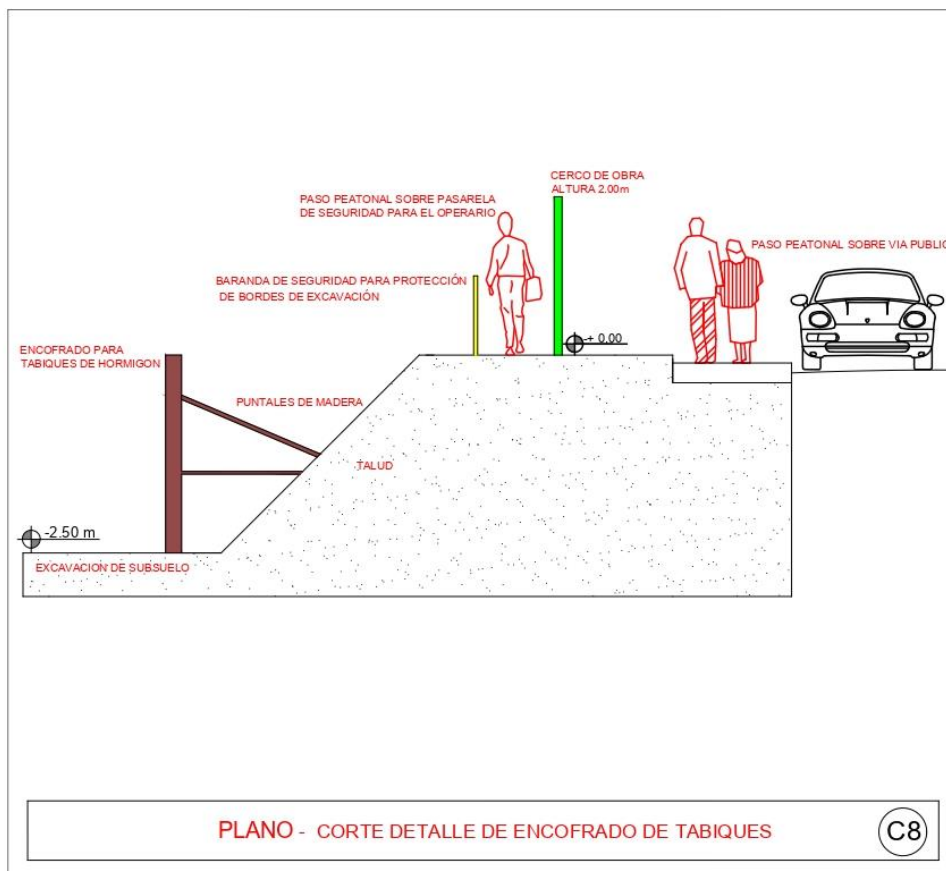 CERCO DE OBRA
ALTURA 2.00m
PASO PEATONAL SOBRE PASARELA
DE SEGURIDAD PARA EL OPERARIO
PASO PEATONAL SOBRE VIA PUBLIC
BARANDA DE SEGURIDAD PARA PROTECCIÓN
DE BORDES DE EXCAVACIÓN
-+ 0.00
ENCOFRADO PARA
TABIQUES DE HORMIGON
PUNTALES DE MADERA
TALUD
-2.50 m
EXCAVACION DE SUBSUELO
PLANO - CORTE DETALLE DE ENCOFRADO DE TABIQUES
C8